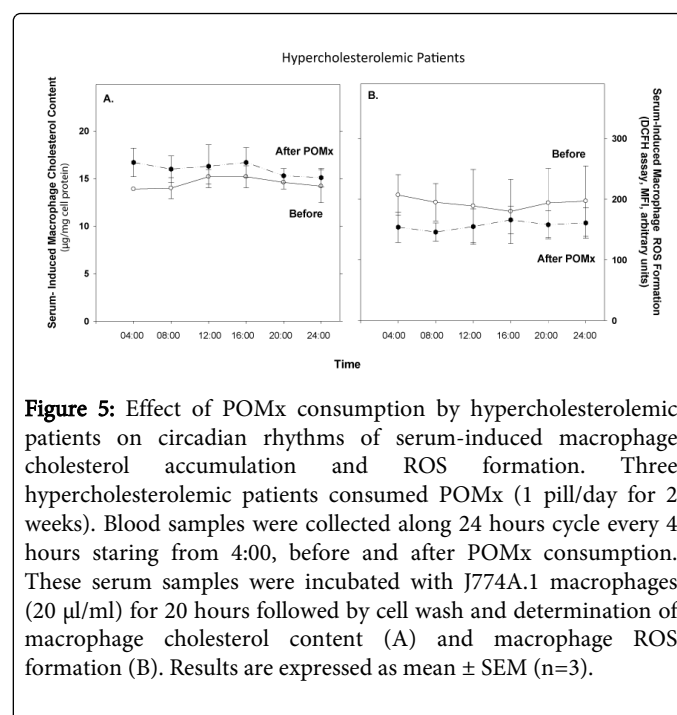 Hypercholesterolemic Patients
Serum- Induced Macrophage Cholesterol Content
(μg/mg cell protein)
A.
20
15
10
5
0
After POMx
Before
04:00 08:00 12:00 16:00 20:00 24:00
B.
Before
After POMx
04:00 08:00 12:00 16:00 20:00 24:00
300
200
100
0
Serum-Induced Macrophage ROS Formation
(DCFH assay, MFI, arbitrary units)
Time
Figure 5: Effect of POMx consumption by hypercholesterolemic
patients on circadian rhythms of serum-induced macrophage
cholesterol accumulation and ROS formation. Three
hypercholesterolemic patients consumed POMx (1 pill/day for 2
weeks). Blood samples were collected along 24 hours cycle every 4
hours staring from 4:00, before and after POMx consumption.
These serum samples were incubated with J774A.1 macrophages
(20 μl/ml) for 20 hours followed by cell wash and determination of
macrophage cholesterol content (A) and macrophage ROS
formation (B). Results are expressed as mean ± SEM (n=3).